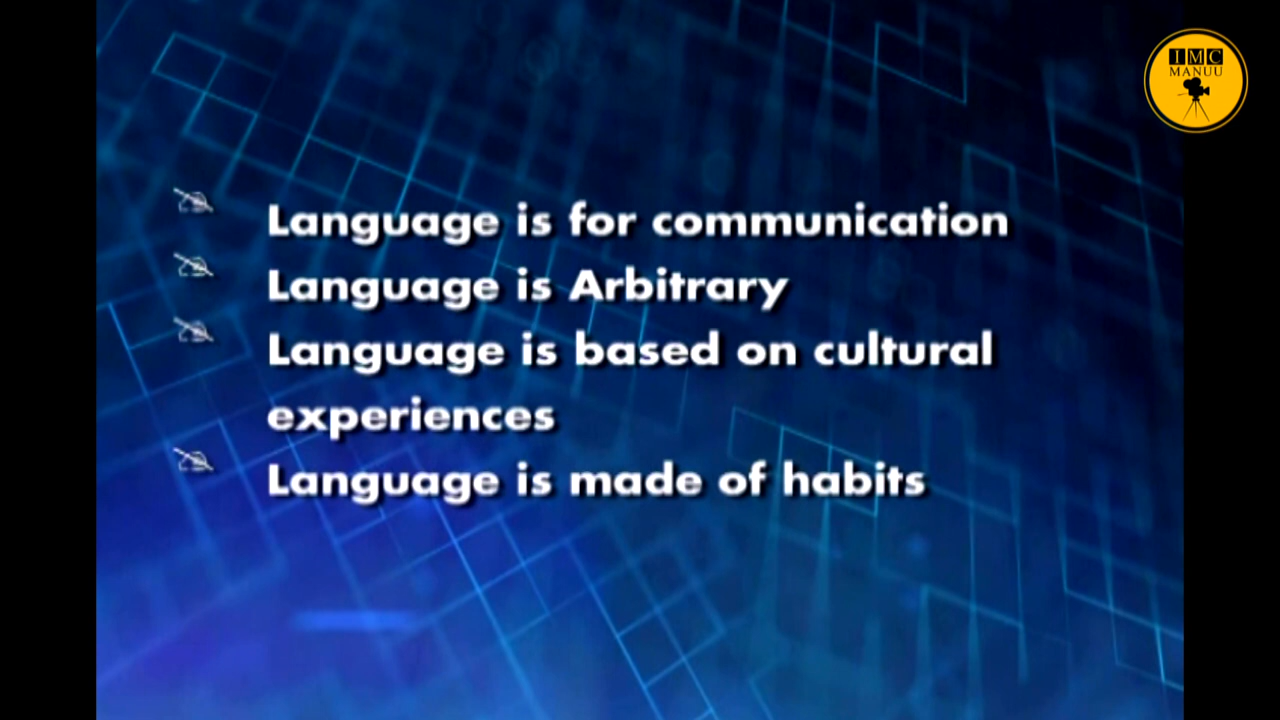 IMC
MANUU
Language is for communication
Language is Arbitrary
Language is based on cultural
experiences
Language is made of habits